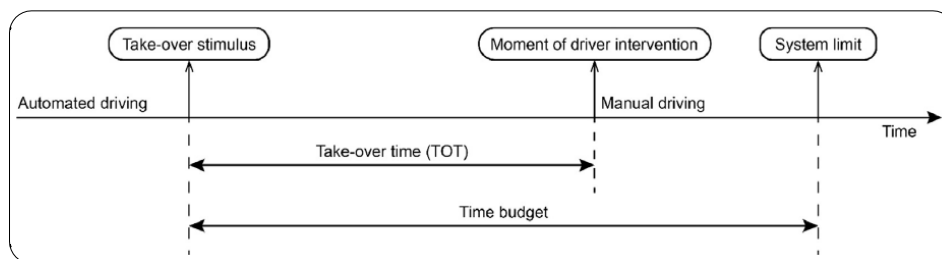 Take-over stimulus
Moment of driver intervention
System limit
Automated driving
Manual driving
Time
Take-over time (TOT)
Time budget